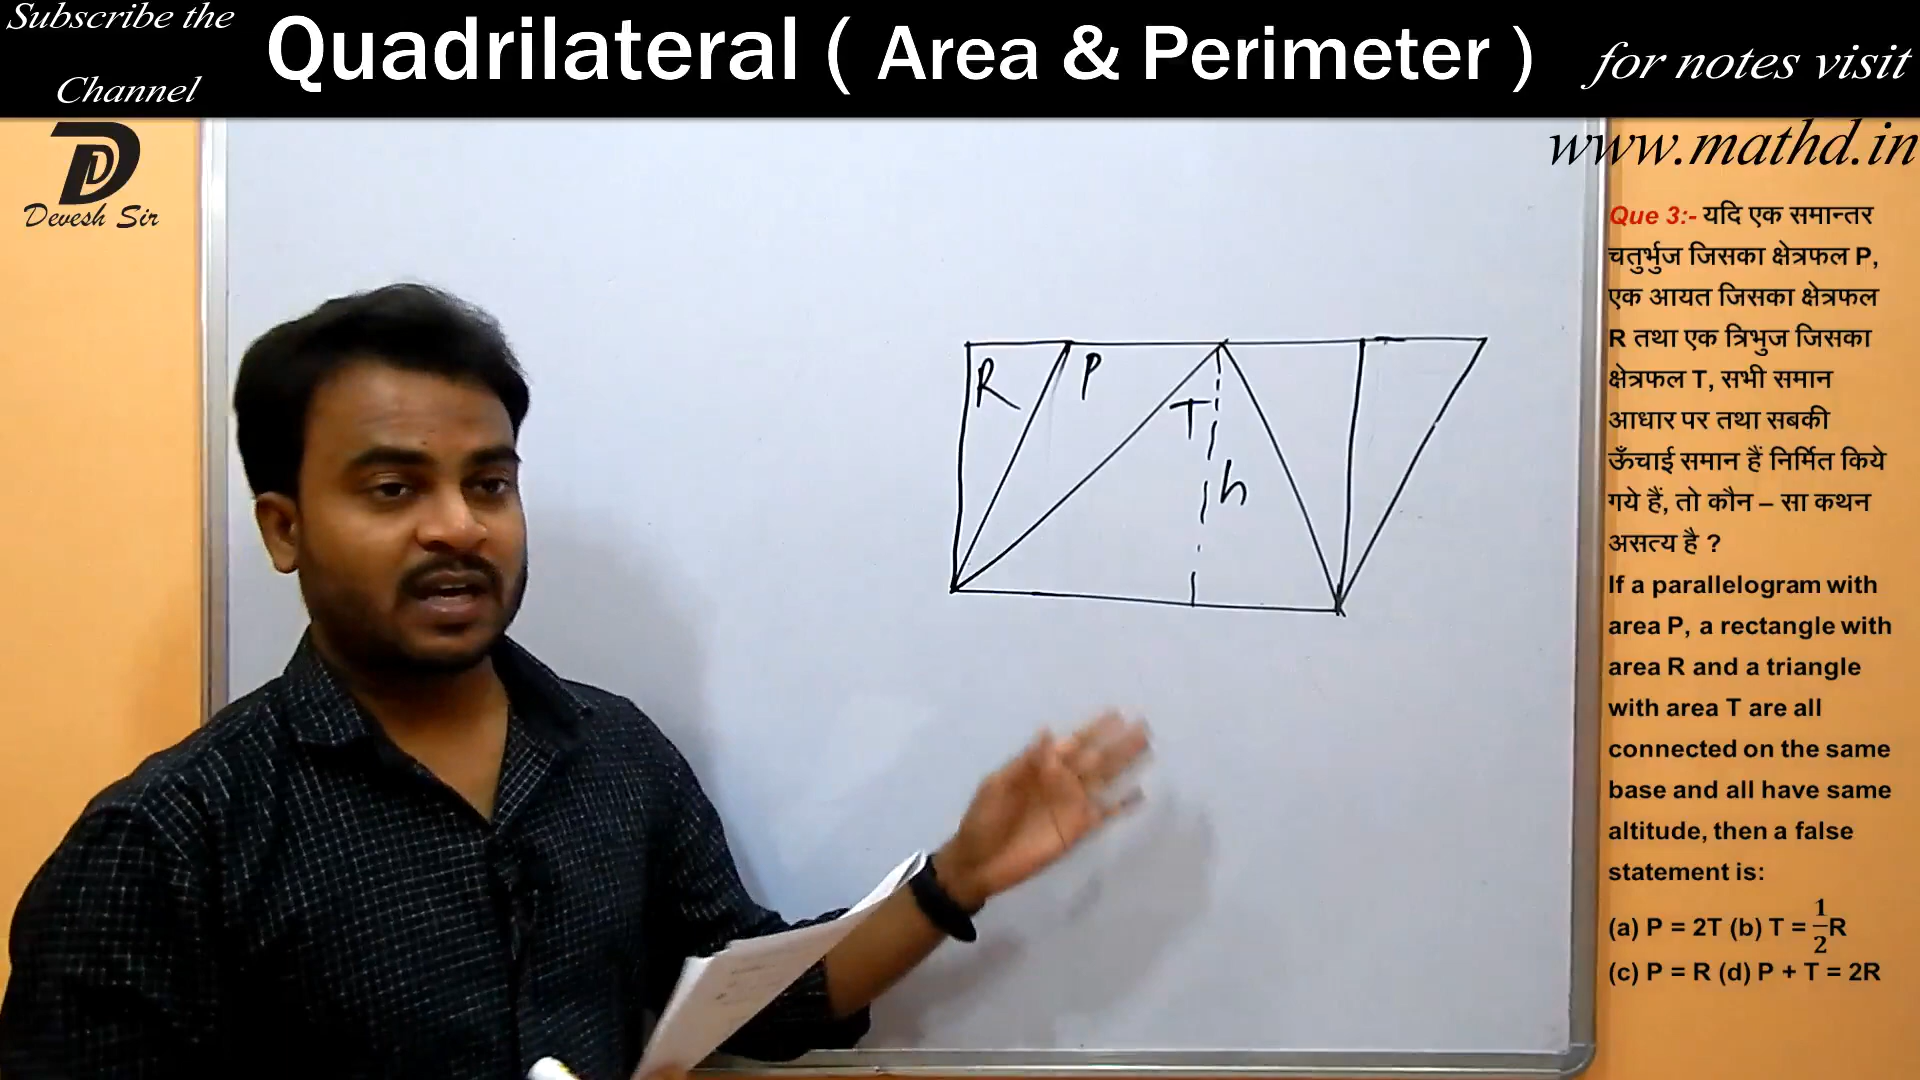 Subscribe the
Channel
Quadrilateral ( Area & Perimeter )
for notes visit
www.mathd.in
D
Devesh Sir
Que 3:- यदि एक समान्तर
चतुर्भुज जिसका क्षेत्रफल P,
एक आयत जिसका क्षेत्रफल
R तथा एक त्रिभुज जिसका
क्षेत्रफल T, सभी समान
आधार पर तथा सबकी
ऊँचाई समान हैं निर्मित किये
गये हैं, तो कौन – सा कथन
असत्य है ?
If a parallelogram with
area P, a rectangle with
area R and a triangle
with area T are all
connected on the same
base and all have same
altitude, then a false
statement is:
(a) P = 2T (b) T = 1/2 R
(c) P = R (d) P + T = 2R
R
P
T
h